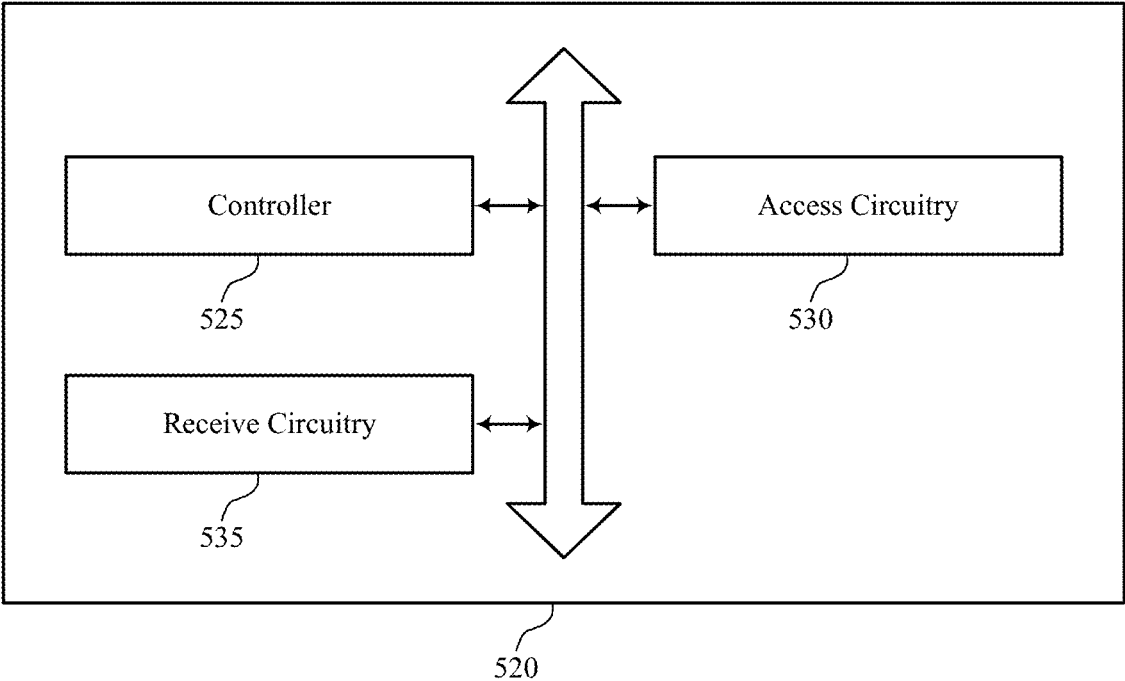 Controller
Access Circuitry
525
530
Receive Circuitry
535
520